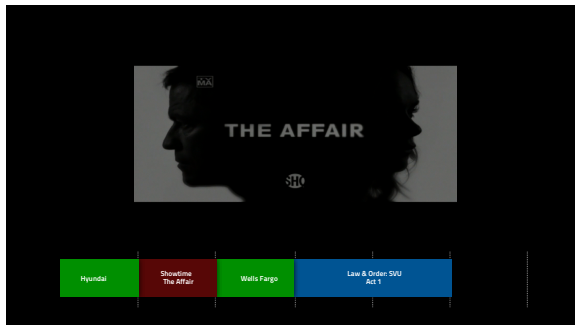 MA
THE AFFAIR
SHO
Hyundai
Showtime
The Affair
Wells Fargo
Law & Order: SVU
Act 1